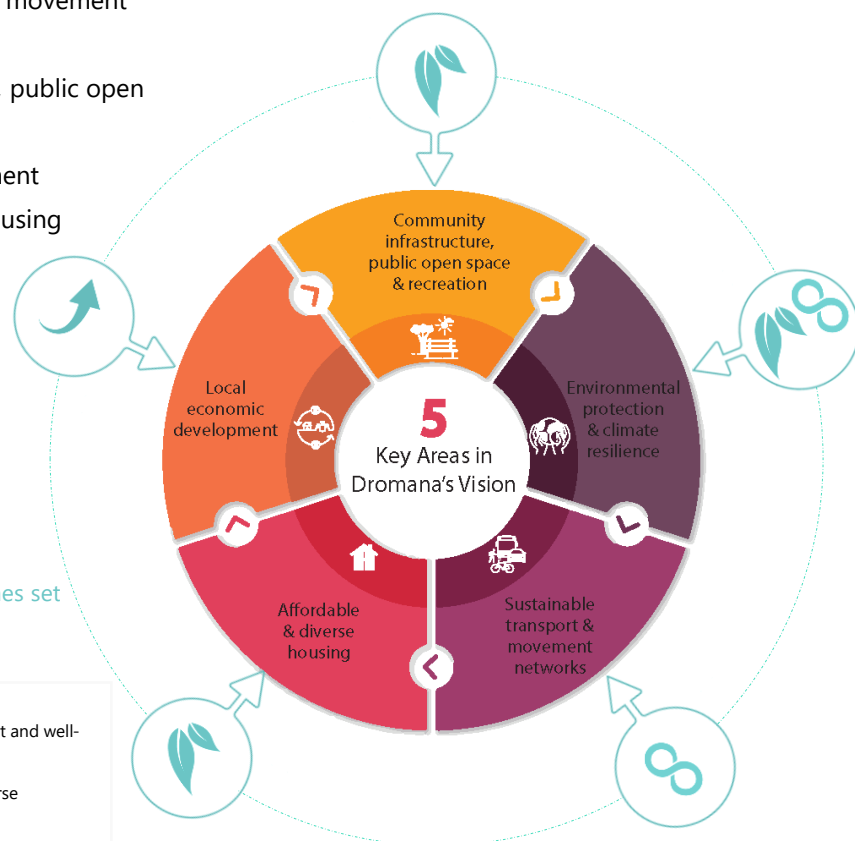 movement
public open
ent
using
es set
t and well-
rse
Community
infrastructure,
public open space
& recreation
Environmental
protection
& climate
resilience
Sustainable
transport &
movement
networks
Affordable
& diverse
housing
Local
economic
development
5
Key Areas in
Dromana's Vision